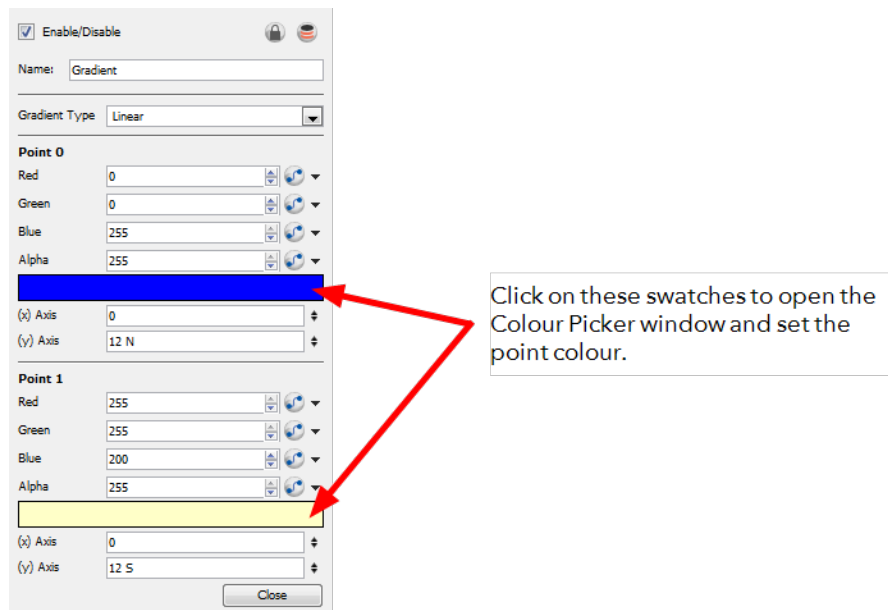 Enable/Disable
Name: Gradient
Gradient Type Linear
Point 0
Red 0
Green 0
Blue 255
Alpha 255
(x) Axis 0
(y) Axis 12 N
Point 1
Red 255
Green 255
Blue 200
Alpha 255
(x) Axis 0
(y) Axis 12 S
Close
Click on these swatches to open the
Colour Picker window and set the
point colour.